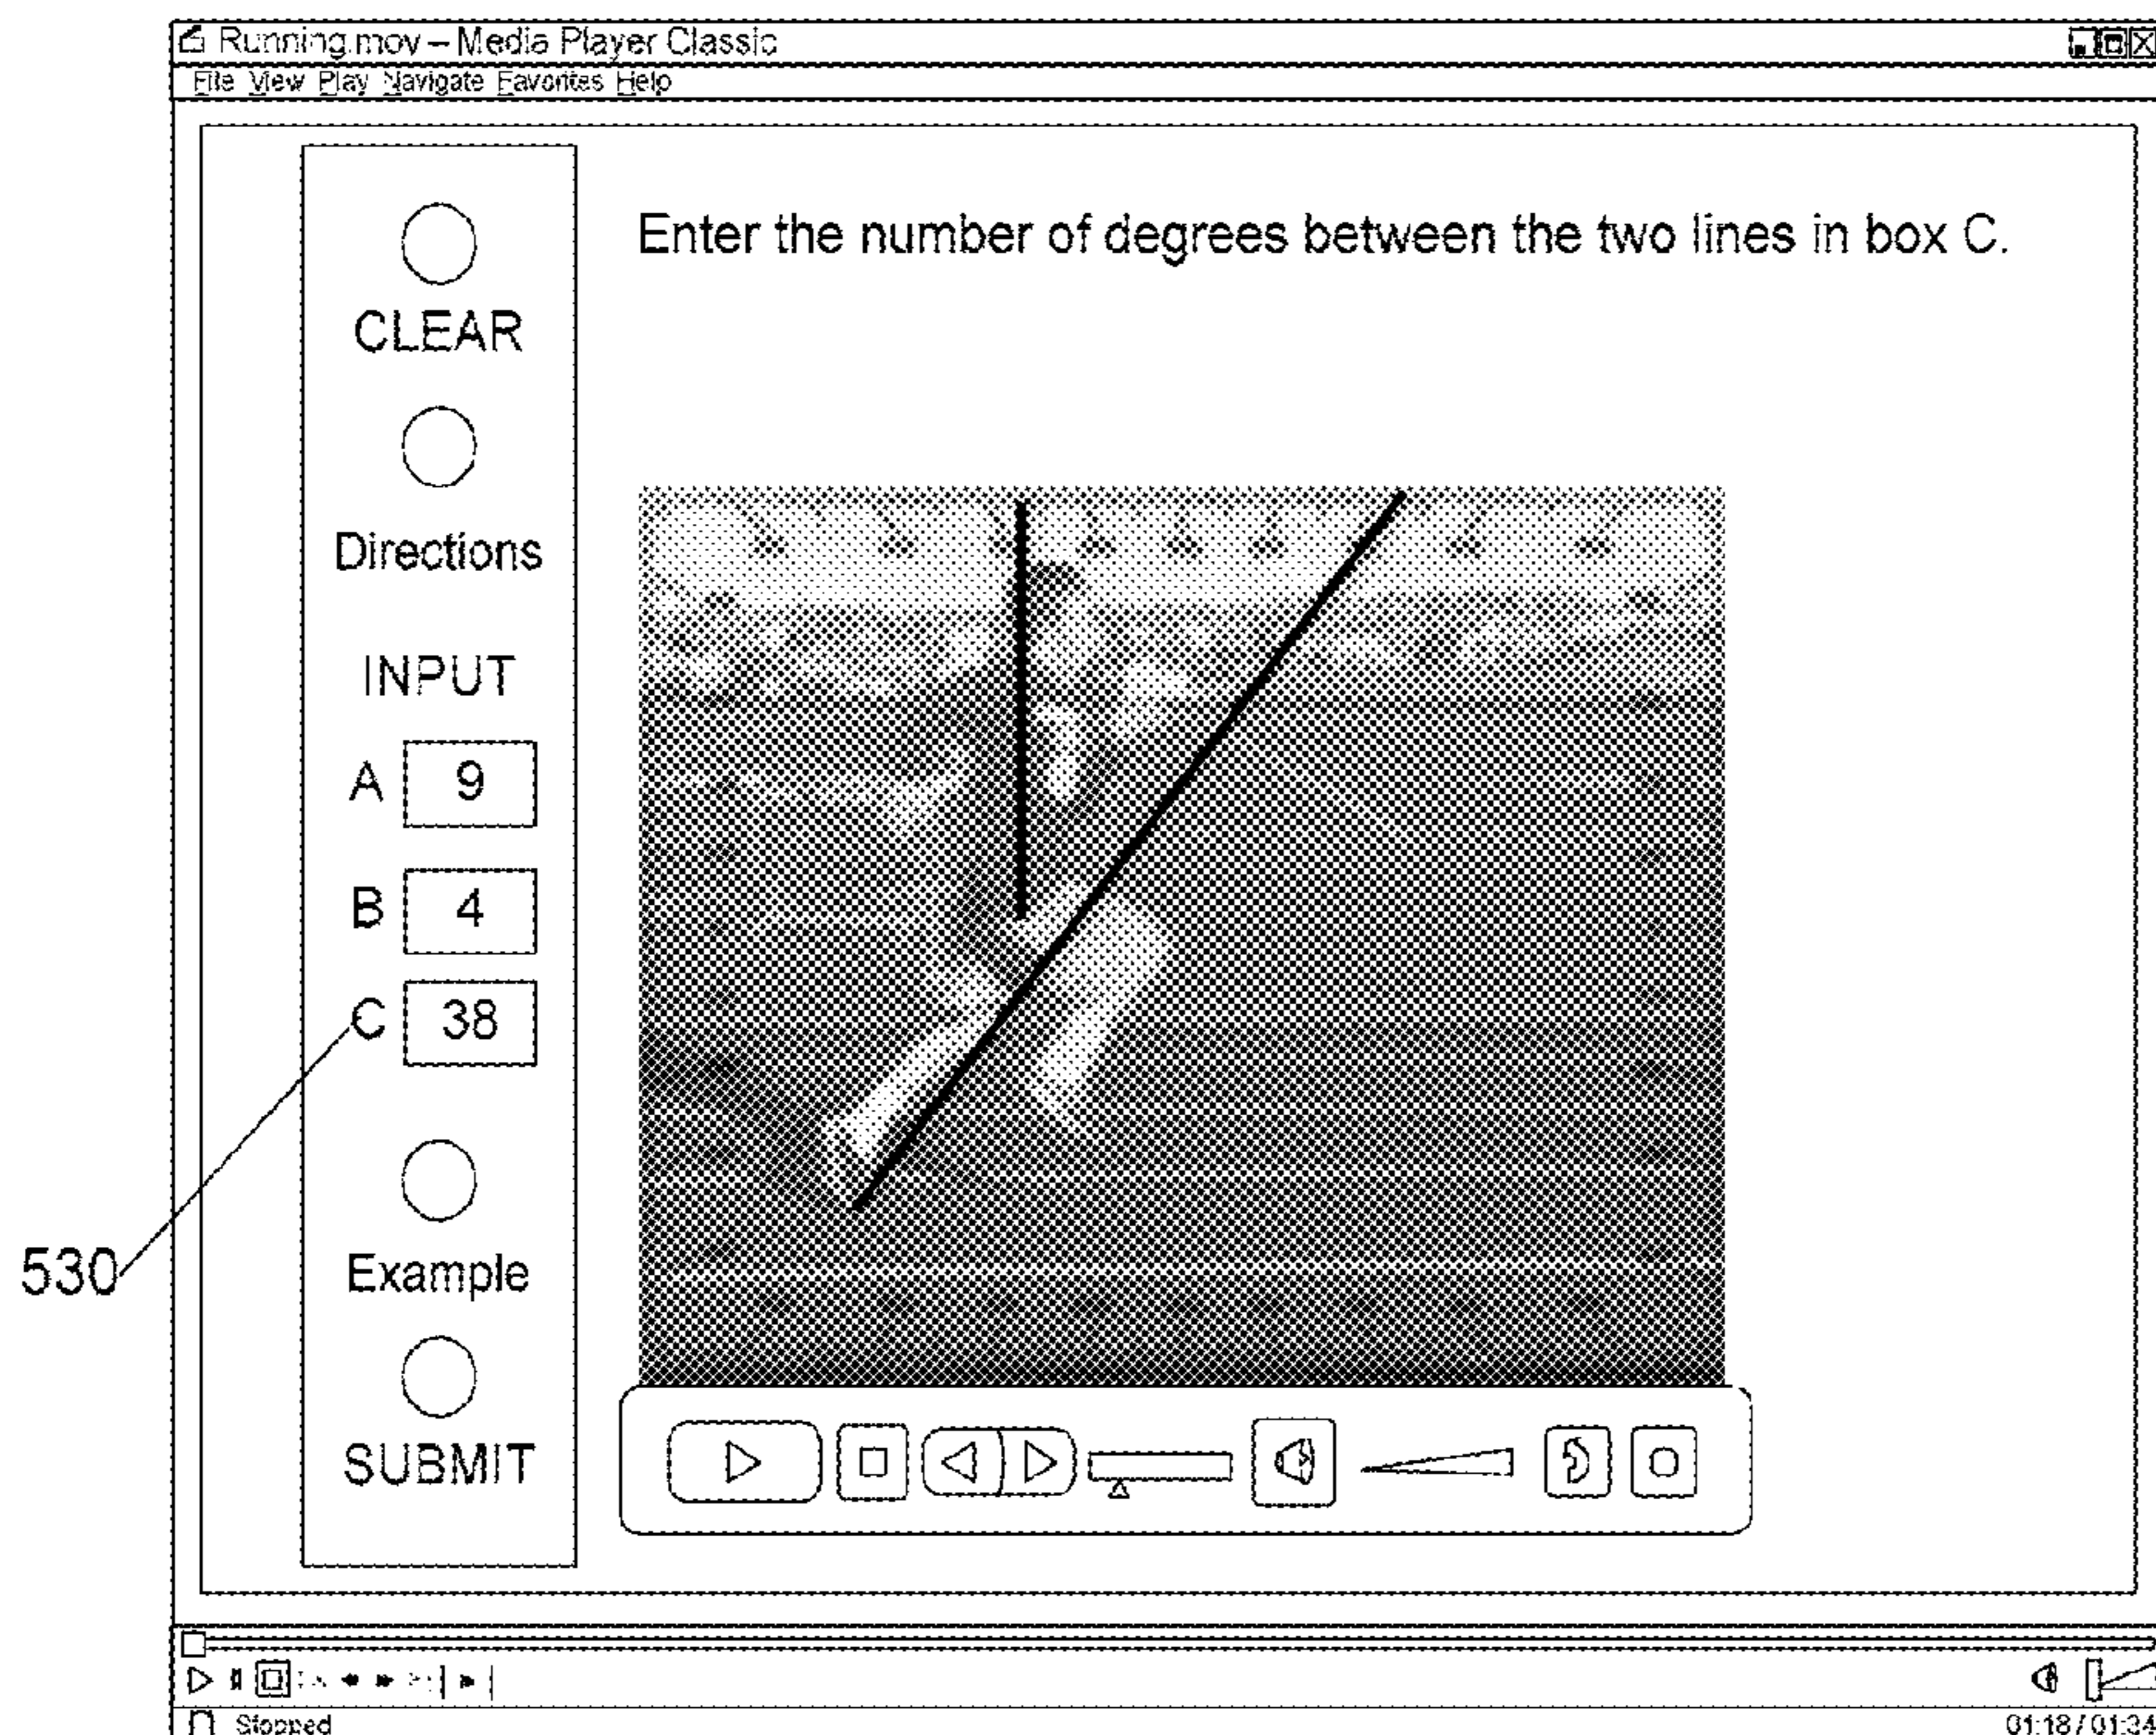 Running.mov – Media Player Classic
File View Play Navigate Favorites Help
Enter the number of degrees between the two lines in box C.
CLEAR
Directions
INPUT
A 9
B 4
C 38
530
Example
SUBMIT
Stopped
01:18 / 01:34